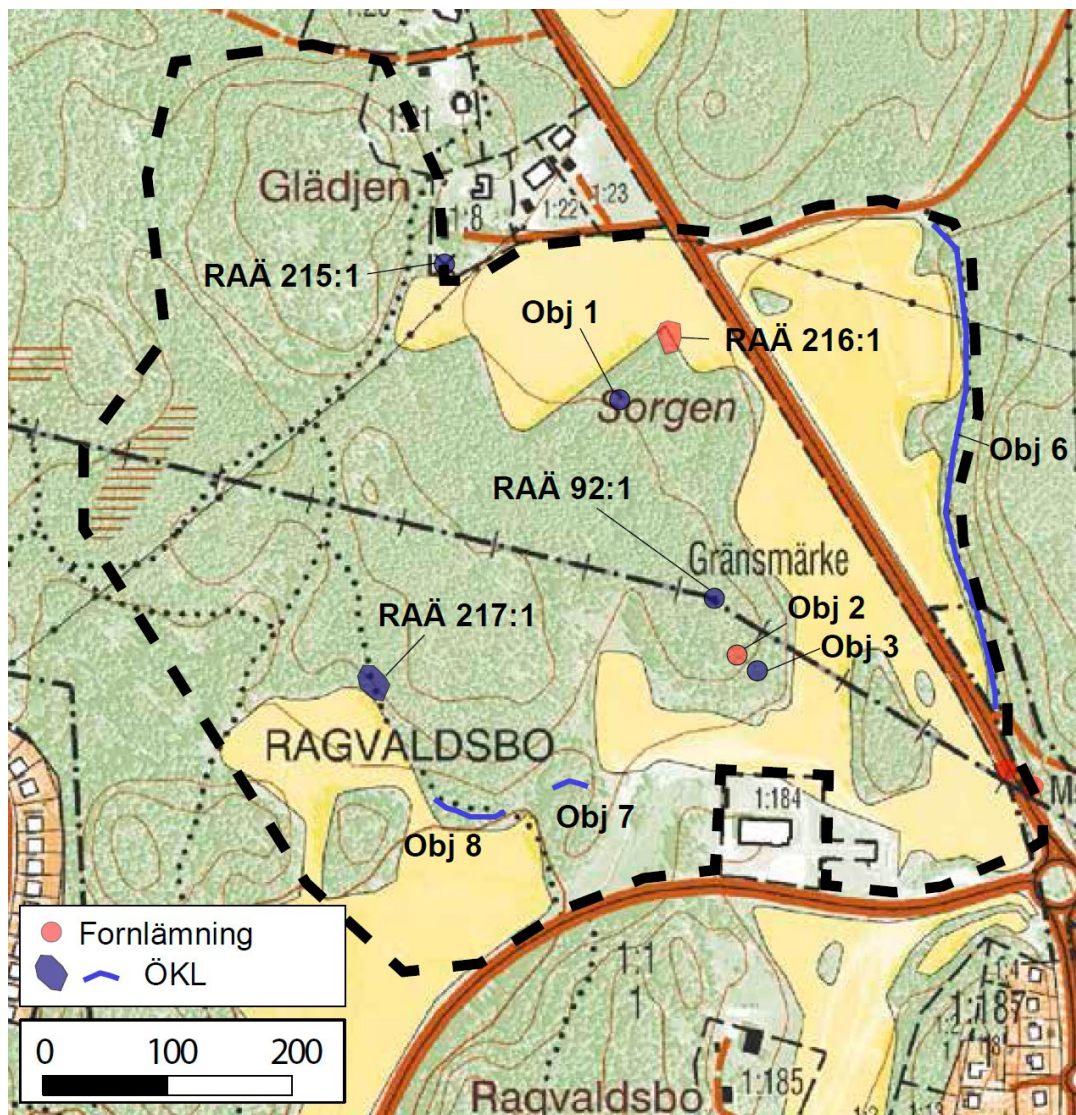 1:21
Glädjen
1:8
1:22
1:23
RAÄ 215:1
Obj 1
RAÄ 216:1
Sorgen
Obj 6
RAÄ 92:1
Gränsmärke
Obj 2
Obj 3
RAÄ 217:1
RAGVALDSBO
1:184
Obj 7
Obj 8
Fornlämning
ÖKL
1:1
1
1:187
0 100 200
1:185
Ragvaldsbo